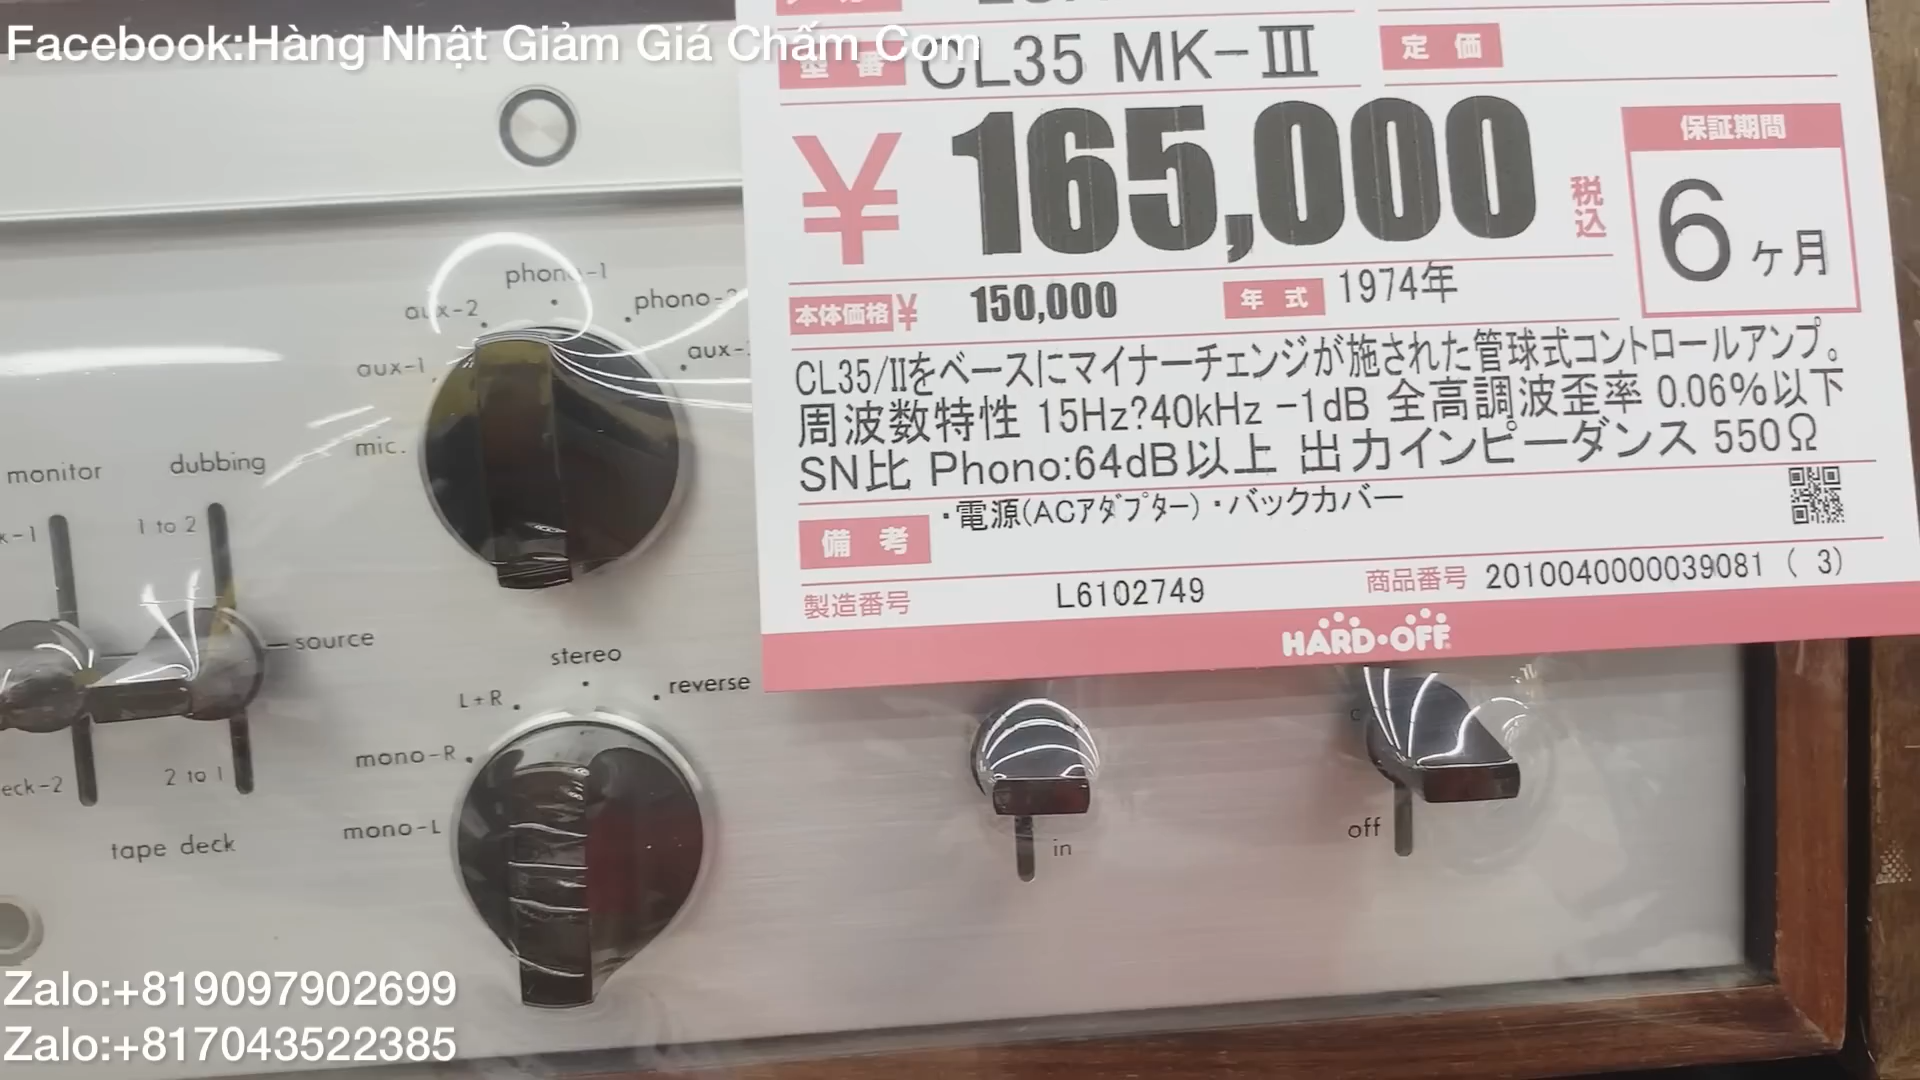 Facebook:Hàng Nhật Giảm Giá Chấm Com
型 番 CL35 MK-III 定 価
¥ 165,000 税込
保証期間
6ヶ月
本体価格 ¥ 150,000 年 式 1974年
CL35/IIをベースにマイナーチェンジが施された管球式コントロールアンプ。
周波数特性 15Hz?40kHz -1dB 全高調波歪率 0.06%以下
SN比 Phono:64dB以上 出力インピーダンス 550Ω
備 考 ・電源(ACアダプター)・バックカバー
製造番号 L6102749 商品番号 2010040000039081 ( 3)
HARD・OFF
phono-1
aux-2
phono-2
aux-1
mic.
monitor
dubbing
1 to 2
source
2 to 1
tape deck
stereo
L+R
reverse
mono-R
mono-L
in
off
Zalo:+819097902699
Zalo:+817043522385